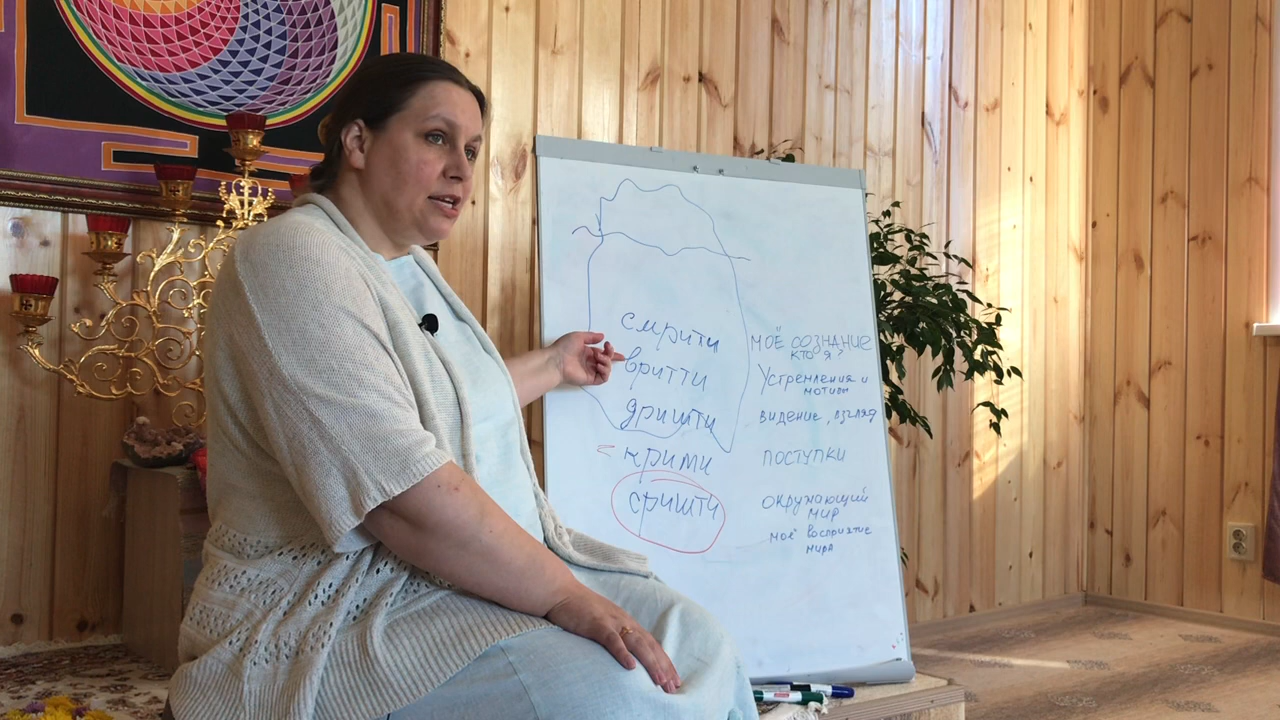 смрити моё сознание
кто я?
вритти устремления и
мотивы
дришти видение, взгляд
крити поступки
сришти окружающий
мир
моё восприятие
мира